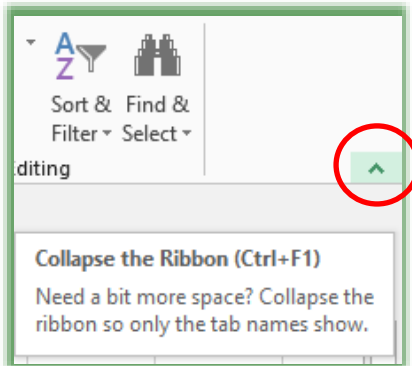 Sort &  Find &
Filter  Select
diting
Collapse the Ribbon (Ctrl+F1)
Need a bit more space? Collapse the
ribbon so only the tab names show.